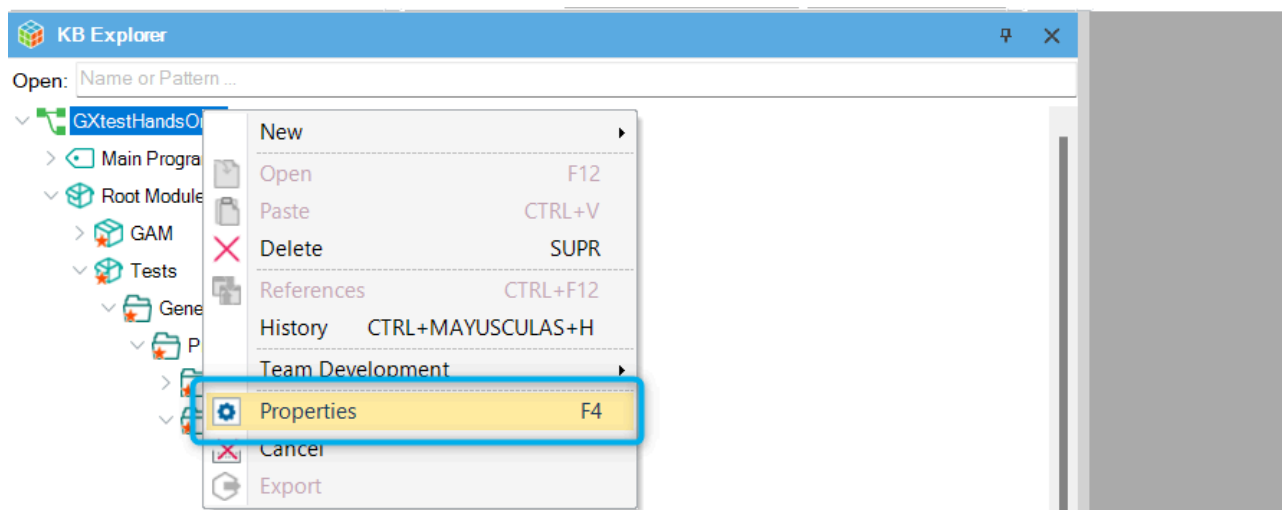 KB Explorer
Open: Name or Pattern ...
GXtestHandsO
New
Main Progra
Open F12
Root Module
Paste CTRL+V
GAM
Delete SUPR
Tests
References CTRL+F12
Gene
History CTRL+MAYUSCULAS+H
P
Team Development
Properties F4
Cancel
Export